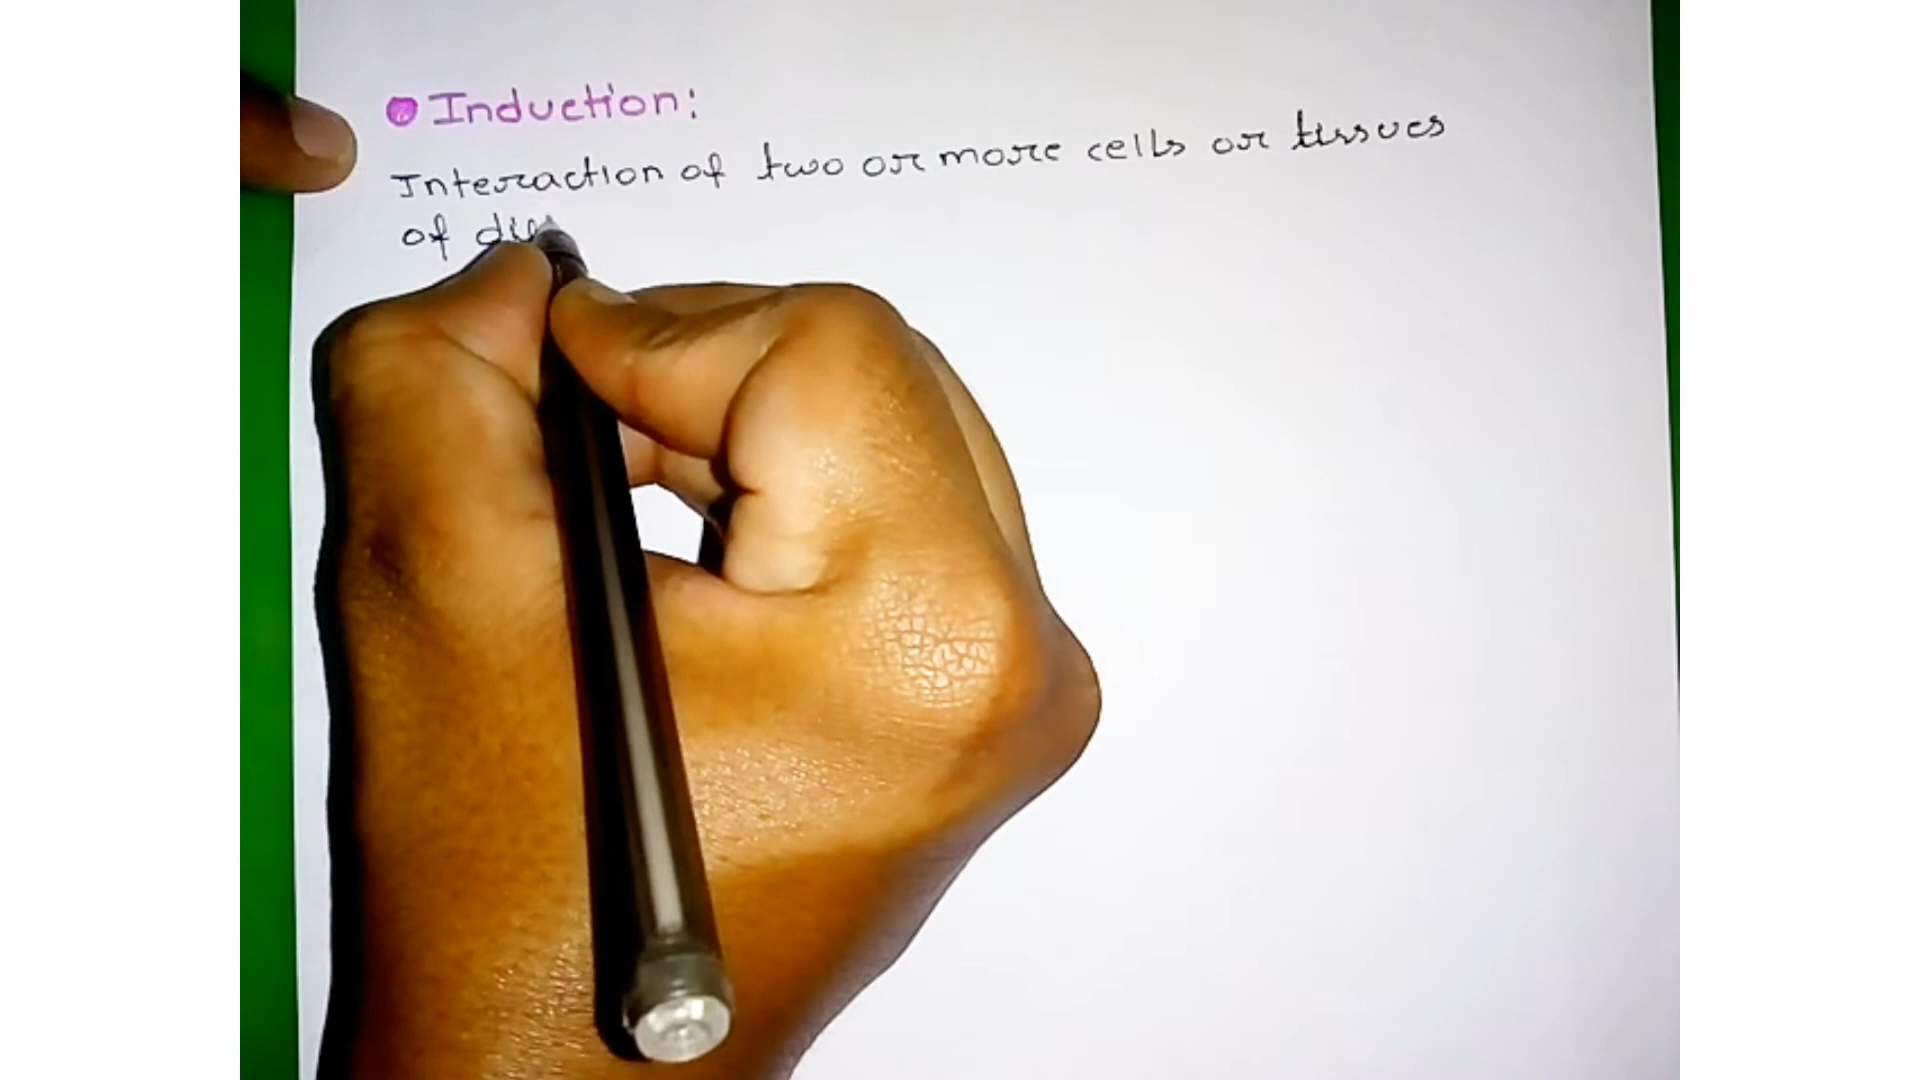 Induction:
Interaction of two or more cells or tissues
of